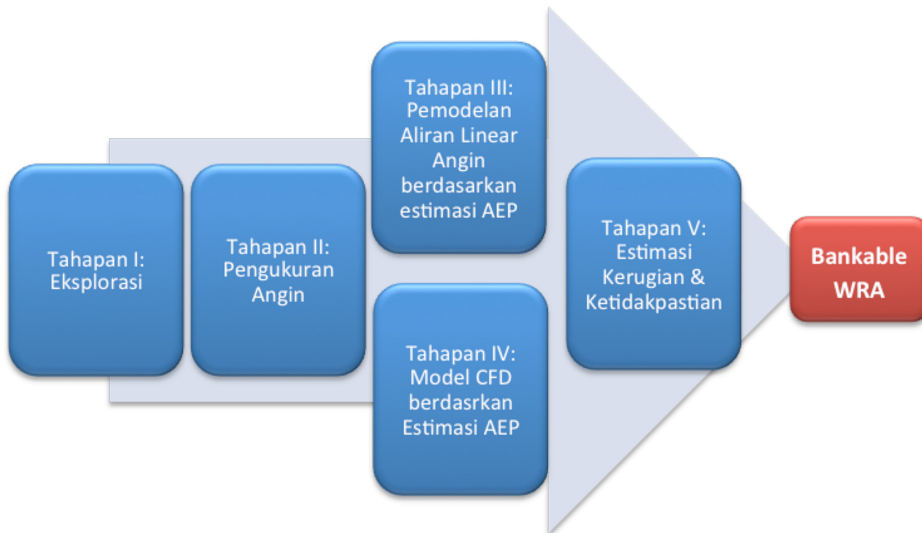 Tahapan I:
Eksplorasi
Tahapan II:
Pengukuran
Angin
Tahapan III:
Pemodelan
Aliran Linear
Angin
berdasarkan
estimasi AEP
Tahapan IV:
Model CFD
berdasrkan
Estimasi AEP
Tahapan V:
Estimasi
Kerugian &
Ketidakpastian
Bankable
WRA